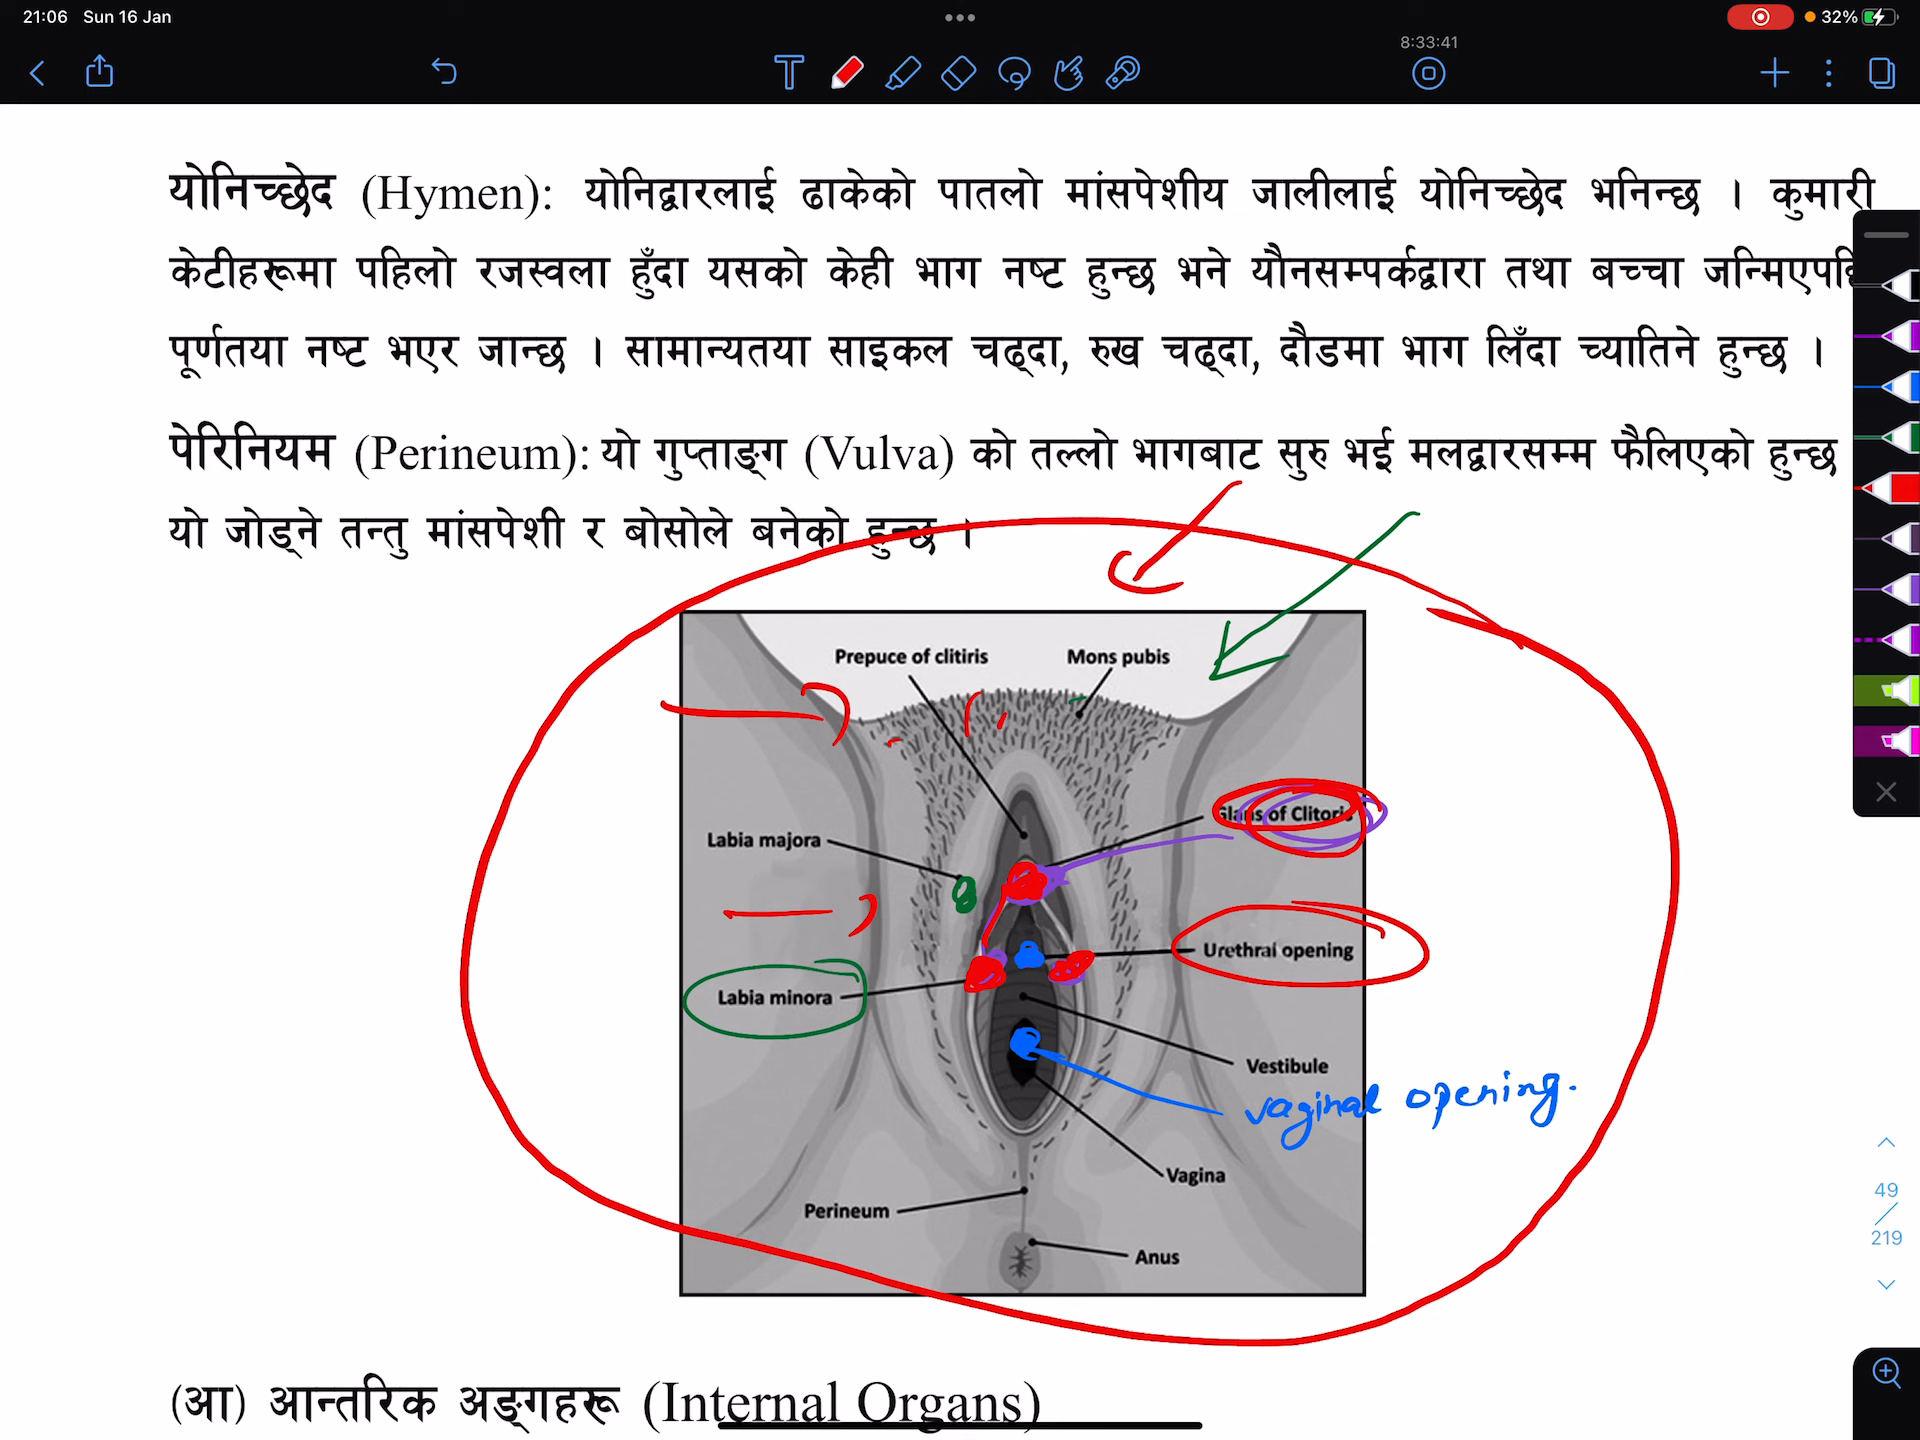 21:06 Sun 16 Jan
32%
8:33:41
योनिच्छेद (Hymen): योनिद्वारलाई ढाकेको पातलो मांसपेशीय जालीलाई योनिच्छेद भनिन्छ । कुमारी
केटीहरूमा पहिलो रजस्वला हुँदा यसको केही भाग नष्ट हुन्छ भने यौनसम्पर्कद्वारा तथा बच्चा
पूर्णतया नष्ट भएर जान्छ । सामान्यतया साइकल चढ्दा, रुख चढ्दा, दौडमा भाग लिँदा च्यातिने हुन्छ ।
पेरिनियम (Perineum): यो गुप्ताङ्ग (Vulva) को तल्लो भागबाट सुरु भई मलद्वारसम्म फैलिएको हुन्छ
यो जोड्ने तन्तु मांसपेशी र बोसोले बनेको हुन्छ ।
Prepuce of clitiris
Mons pubis
Glans of Clitoris
Labia majora
Urethral opening
Labia minora
Vestibule
vaginal opening.
Vagina
Perineum
Anus
49
/
219
(आ) आन्तरिक अङ्गहरू (Internal Organs)